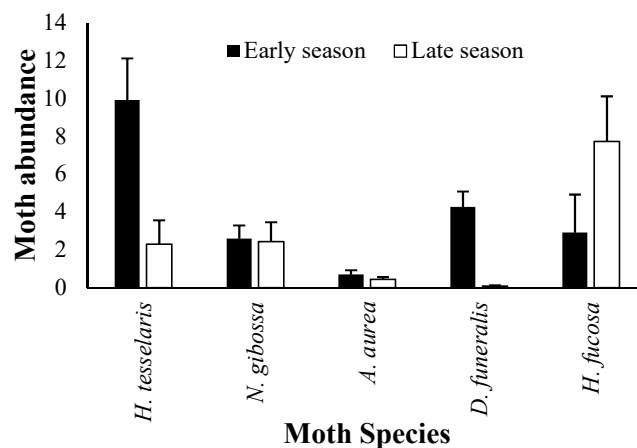 14
12
10
8
6
4
2
0
Moth abundance
Early season Late season
H. tesselaris
N. gibossa
A. aurea
D. funeralis
H. fucosa
Moth Species